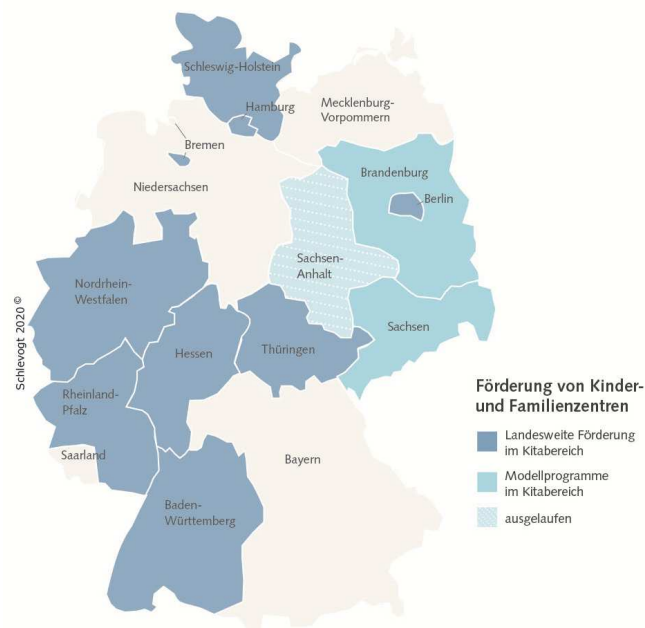 Schleswig-Holstein
Hamburg
Mecklenburg-
Vorpommern
Bremen
Niedersachsen
Brandenburg
Berlin
Sachsen-
Anhalt
Nordrhein-
Westfalen
Hessen
Thüringen
Sachsen
Rheinland-
Pfalz
Saarland
Bayern
Baden-
Württemberg
Schlevogt 2020 ©
Förderung von Kinder-
und Familienzentren
Landesweite Förderung
im Kitabereich
Modellprogramme
im Kitabereich
ausgelaufen